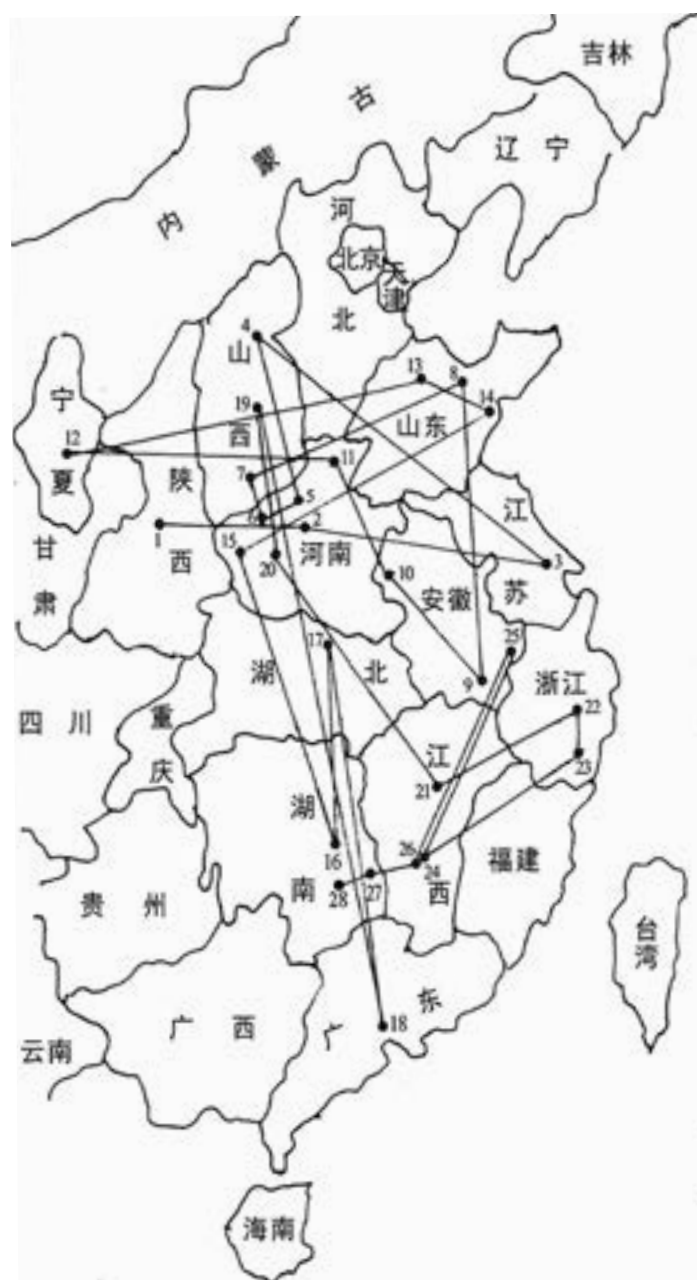 吉林
辽宁
内蒙古
河北
北京
天津
4
山西
13
8
14
19
山东
宁夏
12
11
7
陕西
5
6
2
江苏
1
15
20
河南
3
甘肃
10
安徽
17
25
湖北
9
浙江
四川
重庆
22
江西
21
23
湖南
16
26
24
福建
27
28
贵州
台湾
广西
广东
18
云南
海南